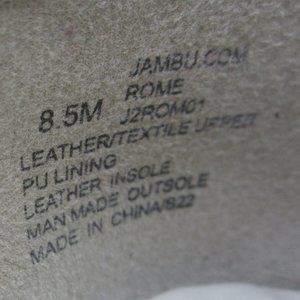 JAMBU.COM
ROME
8.5M J2ROM01
LEATHER/TEXTILE UPPER
PU LINING
LEATHER INSOLE
MAN MADE OUTSOLE
MADE IN CHINA/S22